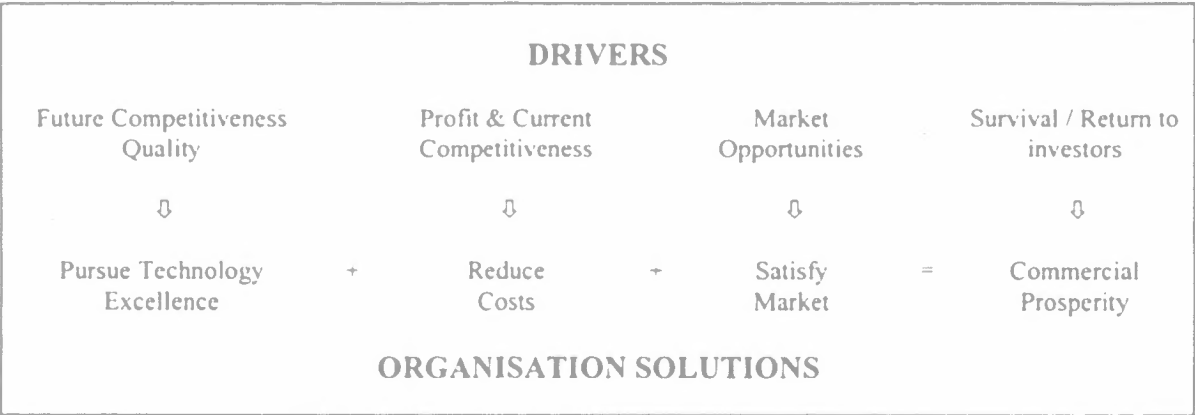 DRIVERS
Future Competitiveness
Quality
Profit & Current
Competitiveness
Market
Opportunities
Survival / Return to
investors
⇩ ⇩ ⇩ ⇩
Pursue Technology
Excellence
+
Reduce
Costs
+
Satisfy
Market
=
Commercial
Prosperity
ORGANISATION SOLUTIONS